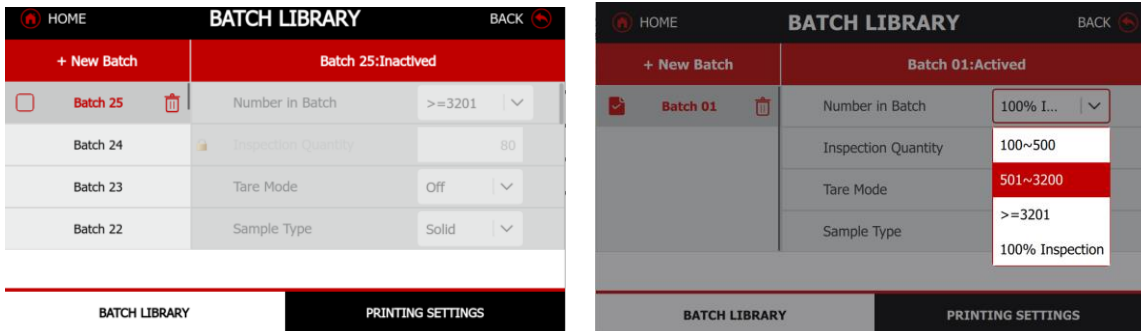 HOME BATCH LIBRARY BACK
+ New Batch Batch 25:Inactived
Batch 25 Number in Batch >=3201
Batch 24 Inspection Quantity 80
Batch 23 Tare Mode Off
Batch 22 Sample Type Solid
BATCH LIBRARY PRINTING SETTINGS
HOME BATCH LIBRARY BACK
+ New Batch Batch 01:Actived
Batch 01 Number in Batch 100% I...
Inspection Quantity 100~500
Tare Mode 501~3200
>=3201
Sample Type
100% Inspection
BATCH LIBRARY PRINTING SETTINGS